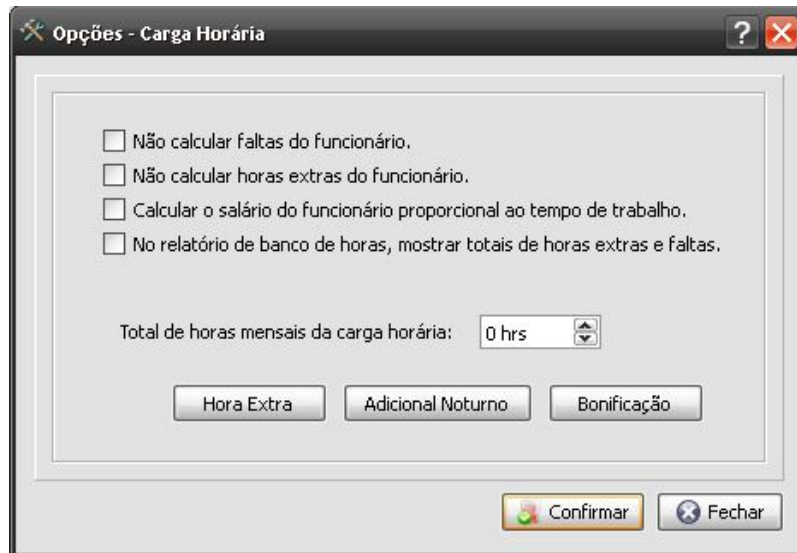 Opções - Carga Horária
?
Não calcular faltas do funcionário.
Não calcular horas extras do funcionário.
Calcular o salário do funcionário proporcional ao tempo de trabalho.
No relatório de banco de horas, mostrar totais de horas extras e faltas.
Total de horas mensais da carga horária: 0 hrs
Hora Extra Adicional Noturno Bonificação
Confirmar Fechar